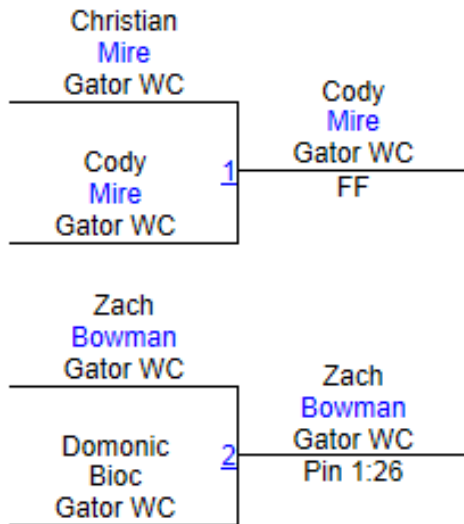 Christian
Mire
Gator WC
Cody
Mire
Gator WC
1
Cody
Mire
Gator WC
FF
Zach
Bowman
Gator WC
Domonic
Bioc
Gator WC
2
Zach
Bowman
Gator WC
Pin 1:26